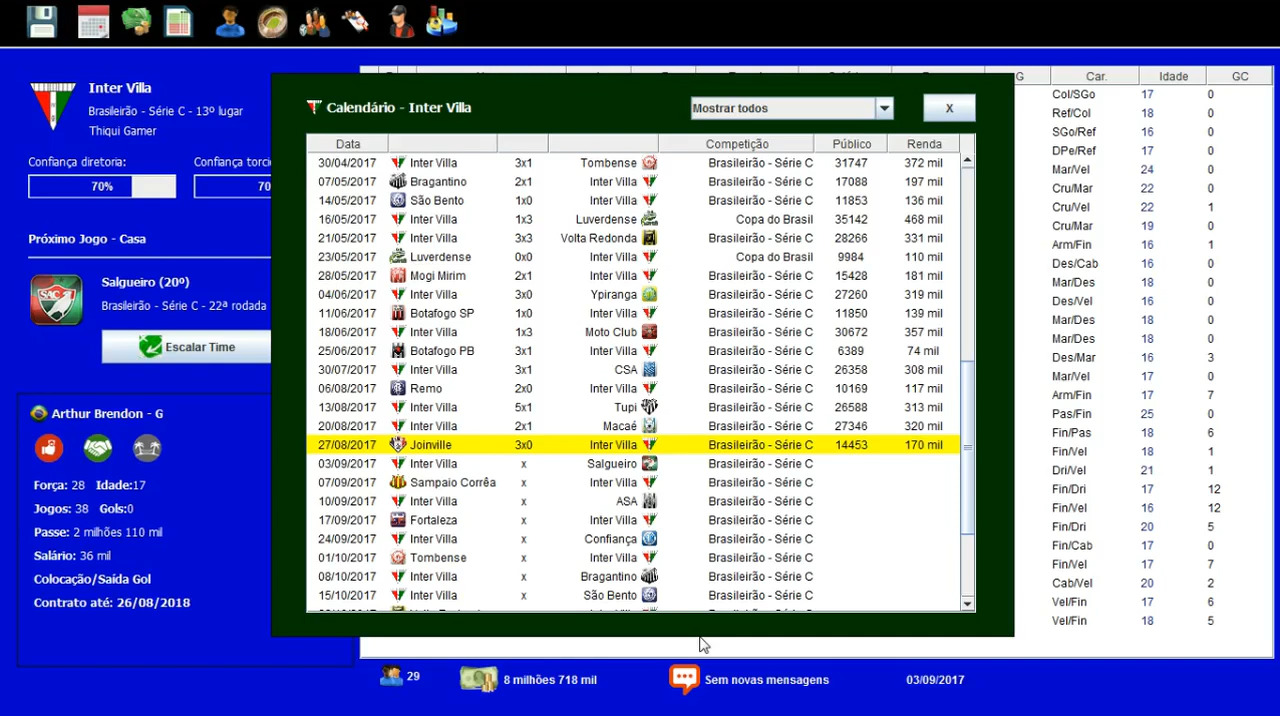 Inter Villa
Brasileirão - Série C - 13º lugar
Thiqui Gamer
Confiança diretoria: Confiança torcid
70% 70
Próximo Jogo - Casa
Salgueiro (20º)
Brasileirão - Série C - 22ª rodada
Escalar Time
Arthur Brendon - G
Força: 28 Idade:17
Jogos: 38 Gols:0
Passe: 2 milhões 110 mil
Salário: 36 mil
Colocação/Saída Gol
Contrato até: 26/08/2018
Calendário - Inter Villa Mostrar todos X
Data Competição Público Renda
30/04/2017 Inter Villa 3x1 Tombense Brasileirão - Série C 31747 372 mil
07/05/2017 Bragantino 2x1 Inter Villa Brasileirão - Série C 17088 197 mil
14/05/2017 São Bento 1x0 Inter Villa Brasileirão - Série C 11853 136 mil
16/05/2017 Inter Villa 1x3 Luverdense Copa do Brasil 35142 468 mil
21/05/2017 Inter Villa 3x3 Volta Redonda Brasileirão - Série C 28266 331 mil
23/05/2017 Luverdense 0x0 Inter Villa Copa do Brasil 9984 110 mil
28/05/2017 Mogi Mirim 2x1 Inter Villa Brasileirão - Série C 15428 181 mil
04/06/2017 Inter Villa 3x0 Ypiranga Brasileirão - Série C 27260 319 mil
11/06/2017 Botafogo SP 1x0 Inter Villa Brasileirão - Série C 11850 139 mil
18/06/2017 Inter Villa 1x3 Moto Club Brasileirão - Série C 30672 357 mil
25/06/2017 Botafogo PB 3x1 Inter Villa Brasileirão - Série C 6389 74 mil
30/07/2017 Inter Villa 3x1 CSA Brasileirão - Série C 26358 308 mil
06/08/2017 Remo 2x0 Inter Villa Brasileirão - Série C 10169 117 mil
13/08/2017 Inter Villa 5x1 Tupi Brasileirão - Série C 26588 313 mil
20/08/2017 Inter Villa 2x1 Macaé Brasileirão - Série C 27346 320 mil
27/08/2017 Joinville 3x0 Inter Villa Brasileirão - Série C 14453 170 mil
03/09/2017 Inter Villa x Salgueiro Brasileirão - Série C
07/09/2017 Sampaio Corrêa x Inter Villa Brasileirão - Série C
10/09/2017 Inter Villa x ASA Brasileirão - Série C
17/09/2017 Fortaleza x Inter Villa Brasileirão - Série C
24/09/2017 Inter Villa x Confiança Brasileirão - Série C
01/10/2017 Tombense x Inter Villa Brasileirão - Série C
08/10/2017 Inter Villa x Bragantino Brasileirão - Série C
15/10/2017 Inter Villa x São Bento Brasileirão - Série C
G Car. Idade GC
Col/SGo 17 0
Ref/Col 18 0
SGo/Ref 16 0
DPe/Ref 17 0
Mar/Vel 24 0
Cru/Mar 22 0
Cru/Vel 22 1
Cru/Mar 19 0
Arm/Fin 16 1
Des/Cab 16 0
Mar/Des 18 0
Des/Vel 16 0
Mar/Des 18 0
Mar/Des 18 0
Des/Mar 16 3
Mar/Vel 17 0
Arm/Fin 17 7
Pas/Fin 25 0
Fin/Pas 18 6
Fin/Vel 18 1
Dri/Vel 21 1
Fin/Dri 17 12
Fin/Vel 16 12
Fin/Dri 20 5
Fin/Cab 17 0
Fin/Vel 17 7
Cab/Vel 20 2
Vel/Fin 17 6
Vel/Fin 18 5
29 8 milhões 718 mil Sem novas mensagens 03/09/2017